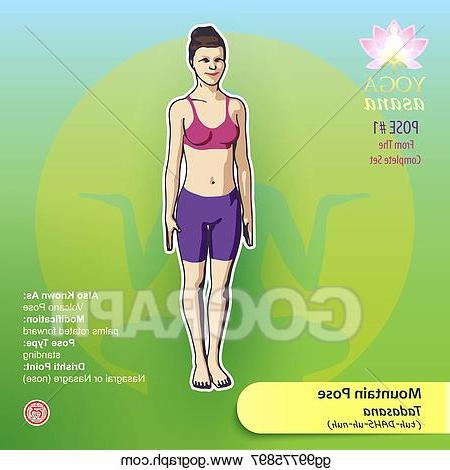 YOGA
asana
POSE #1
From The
Complete Set
Also Known As:
Volcano Pose
Modification:
palms rotated forward
Pose Type:
standing
Drishti Point:
Nasagrai or Nasagre (nose)
GOGRAPH
Mountain Pose
Tadasana
(tuh-DAHS-uh-nuh)
gg99775897 www.gograph.com